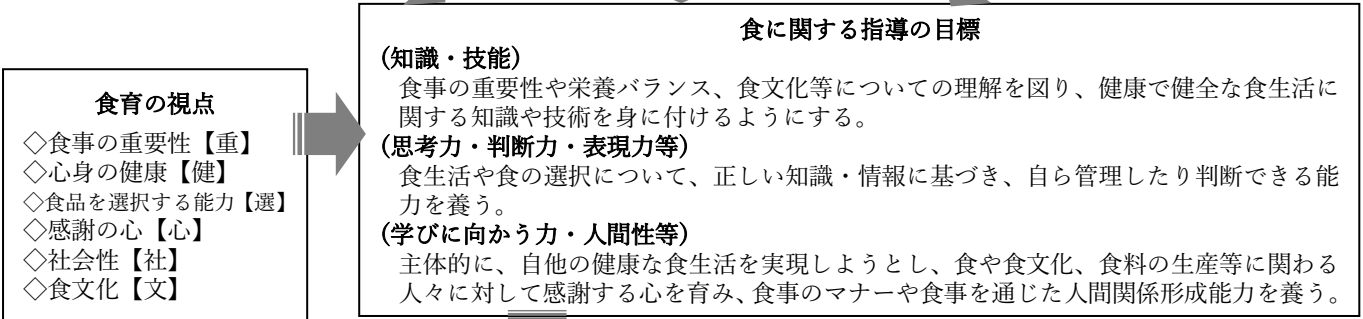 食育の視点
◇食事の重要性【重】
◇心身の健康【健】
◇食品を選択する能力【選】
◇感謝の心【心】
◇社会性【社】
◇食文化【文】
食に関する指導の目標
(知識・技能)
食事の重要性や栄養バランス、食文化等についての理解を図り、健康で健全な食生活に
関する知識や技術を身に付けるようにする。
(思考力・判断力・表現力等)
食生活や食の選択について、正しい知識・情報に基づき、自ら管理したり判断できる能
力を養う。
(学びに向かう力・人間性等)
主体的に、自他の健康な食生活を実現しようとし、食や食文化、食料の生産等に関わる
人々に対して感謝する心を育み、食事のマナーや食事を通じた人間関係形成能力を養う。